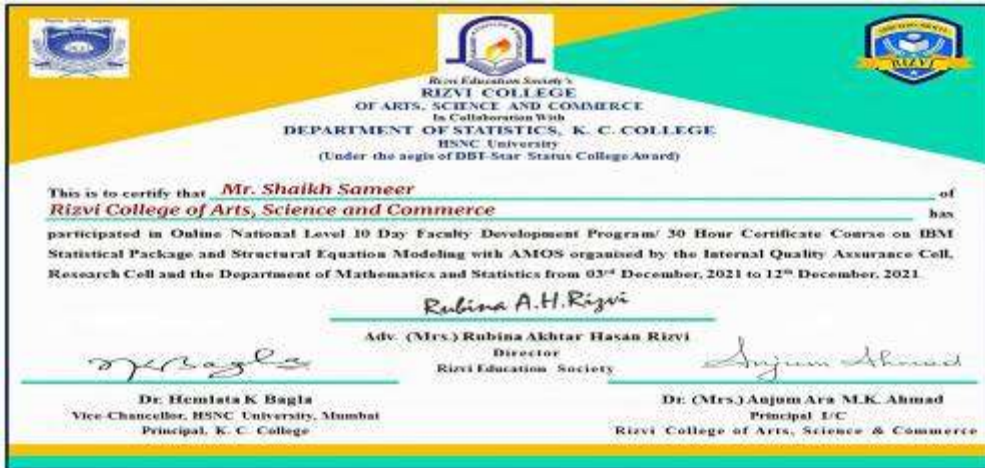 RIZVI
Rizvi Education Society's
RIZVI COLLEGE
OF ARTS, SCIENCE AND COMMERCE
In Collaboration With
DEPARTMENT OF STATISTICS, K. C. COLLEGE
HSNC University
(Under the aegis of DBT-Star Status College Award)
This is to certify that Mr. Shaikh Sameer of
Rizvi College of Arts, Science and Commerce has
participated in Online National Level 10 Day Faculty Development Program/ 30 Hour Certificate Course on IBM
Statistical Package and Structural Equation Modeling with AMOS organised by the Internal Quality Assurance Cell,
Research Cell and the Department of Mathematics and Statistics from 03rd December, 2021 to 12th December, 2021
Rubina A.H.Rizvi
Adv. (Mrs.) Rubina Akhtar Hasan Rizvi
Director
Rizvi Education Society
Bagla
Dr. Hemlata K Bagla
Vice-Chancellor, HSNC University, Mumbai
Principal, K. C. College
Anjum Ahmad
Dr. (Mrs.) Anjum Ara M.K. Ahmad
Principal I/C
Rizvi College of Arts, Science & Commerce